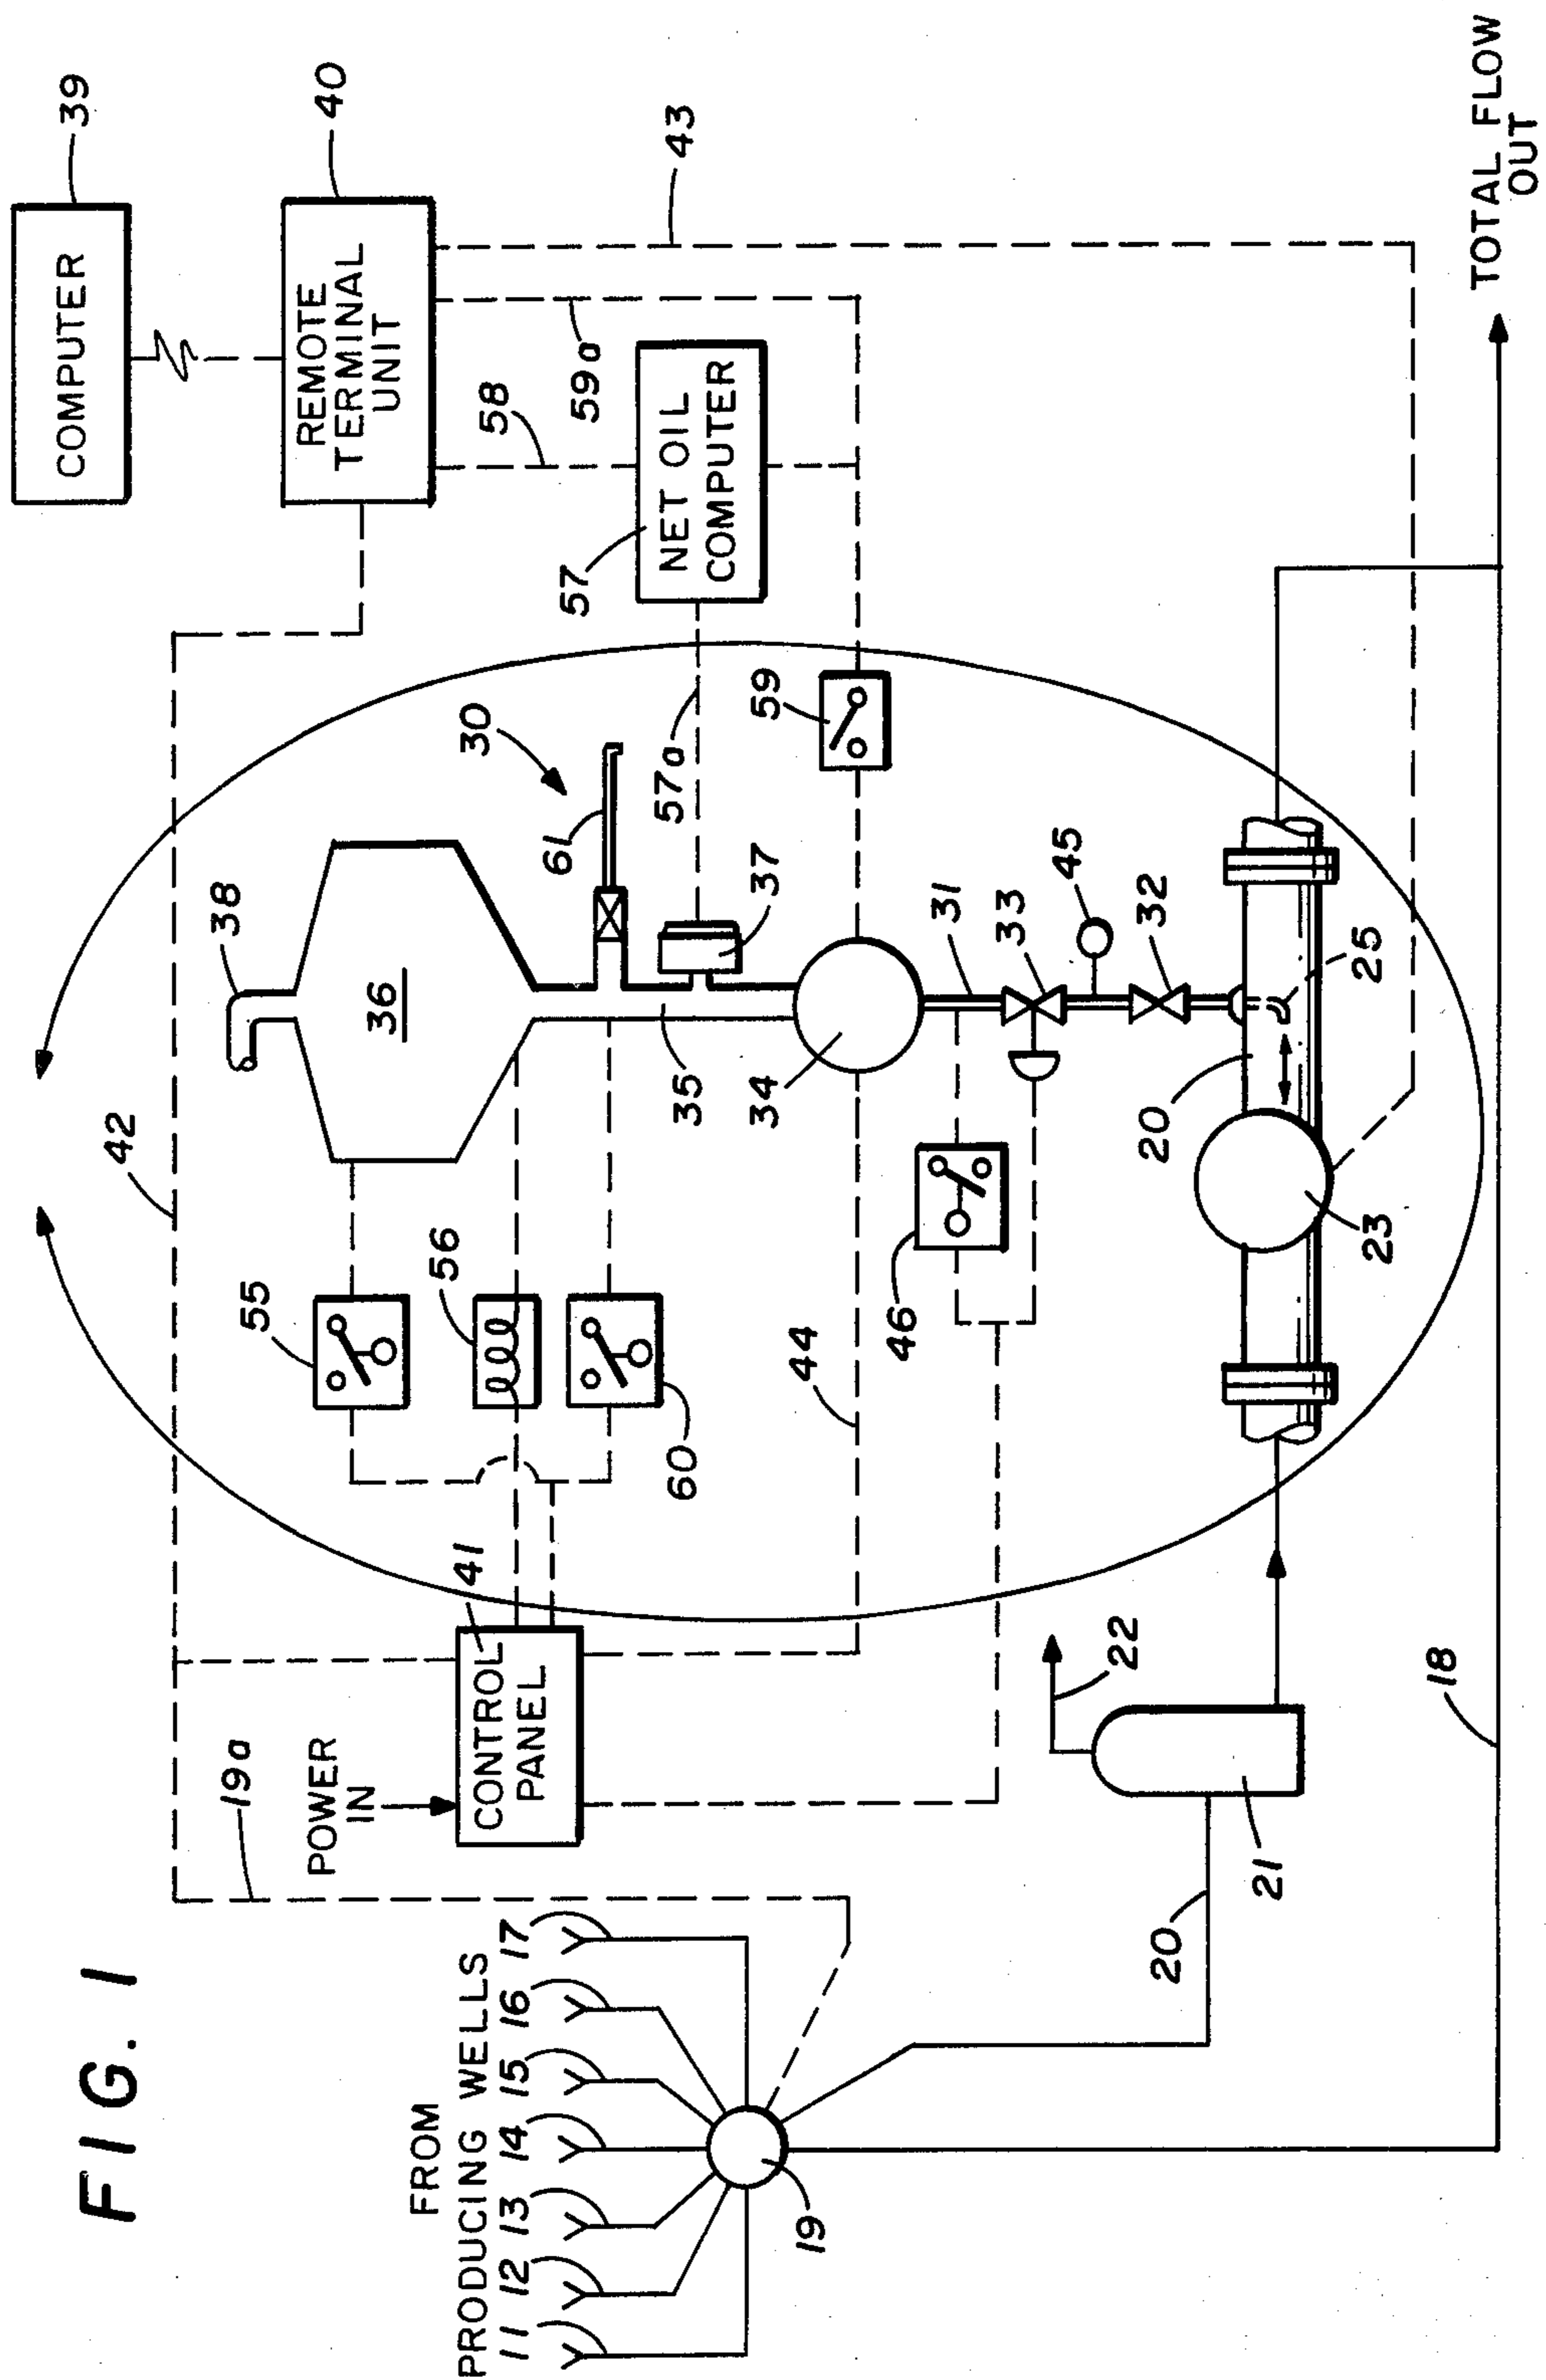 FIG. 1
FROM
PRODUCING WELLS
11
12
13
14
15
16
17
19
19a
POWER
IN
CONTROL
PANEL
41
42
20
21
22
18
55
56
60
44
46
38
36
35
34
61
30
37
57a
31
33
45
32
25
20
23
59
57
NET OIL
COMPUTER
58
59a
REMOTE
TERMINAL
UNIT
40
COMPUTER
39
43
TOTAL FLOW
OUT